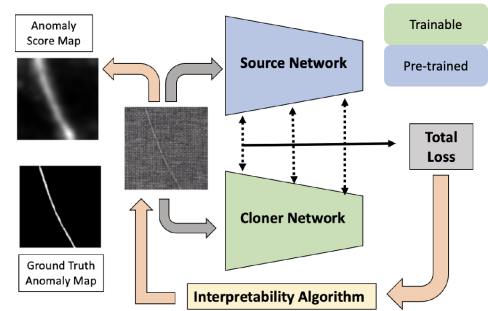 Anomaly
Score Map
Source Network
Trainable
Pre-trained
Total
Loss
Cloner Network
Ground Truth
Anomaly Map
Interpretability Algorithm